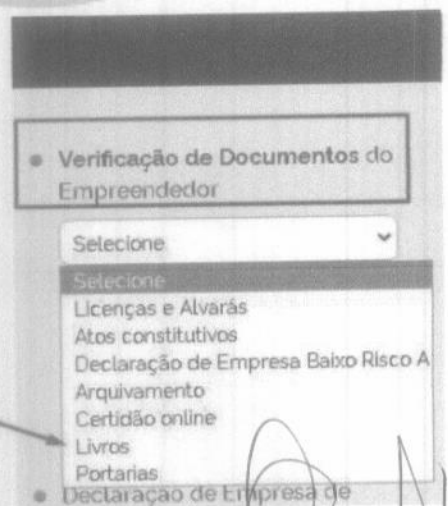 Verificação de Documentos do
Empreendedor
Selecione
Selecione
Licenças e Alvarás
Atos constitutivos
Declaração de Empresa Baixo Risco A
Arquivamento
Certidão online
Livros
Portarias
Declaração de Empresa de